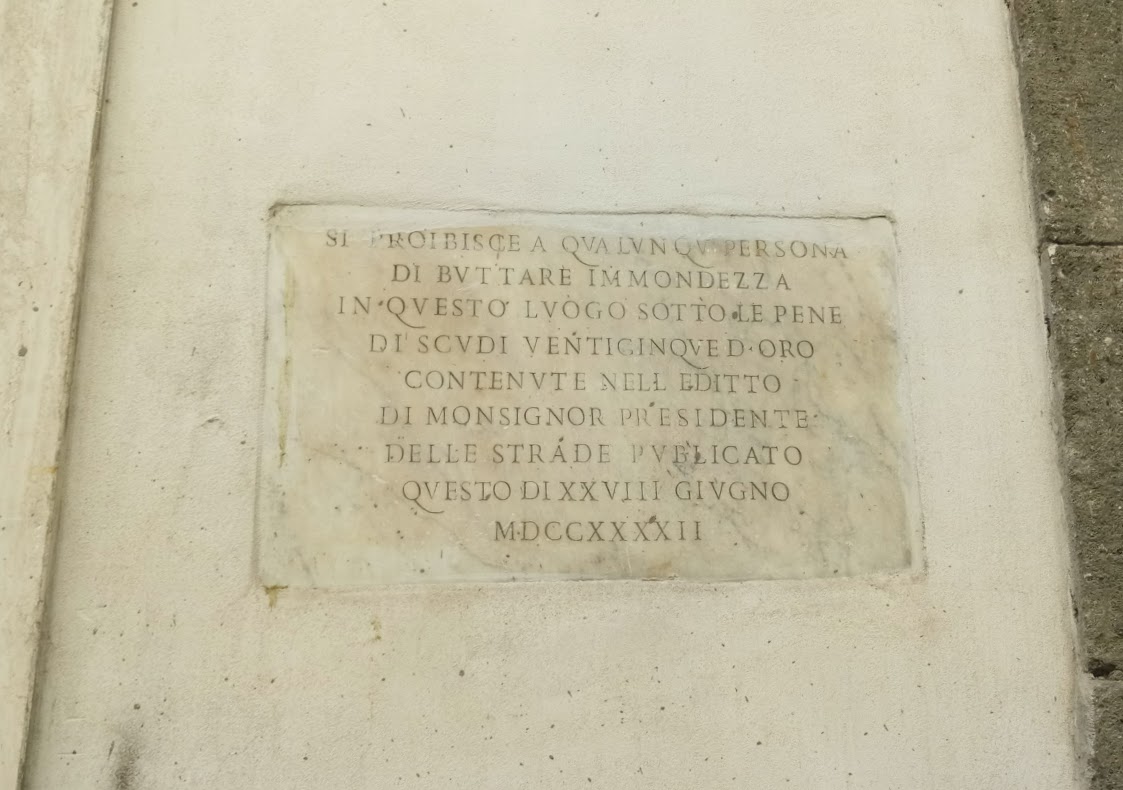 SI PROIBISCE A QVALVNQV PERSONA
DI BVTTARE IMMONDEZZA
IN QVESTO LVOGO SOTTO LE PENE
DI SCVDI VENTICINQVE D·ORO
CONTENVTE NELL EDITTO
DI MONSIGNOR PRESIDENTE
DELLE STRADE PVBLICATO
QVESTO DI XXVIII GIVGNO
MDCCXXXXII